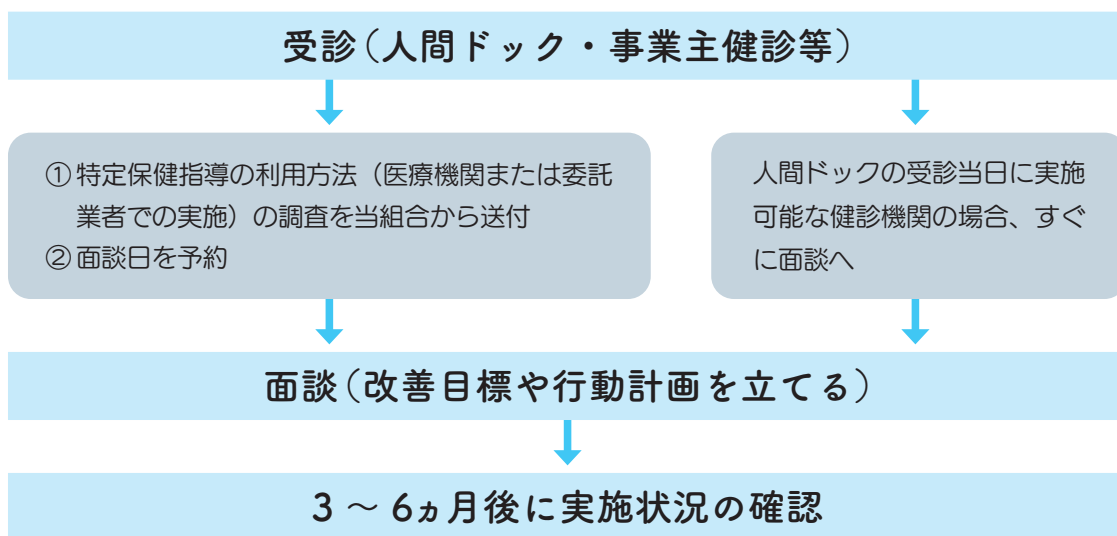 受診(人間ドック・事業主健診等)
①特定保健指導の利用方法(医療機関または委託
業者での実施)の調査を当組合から送付
②面談日を予約
人間ドックの受診当日に実施
可能な健診機関の場合、すぐ
に面談へ
面談(改善目標や行動計画を立てる)
3〜6ヵ月後に実施状況の確認